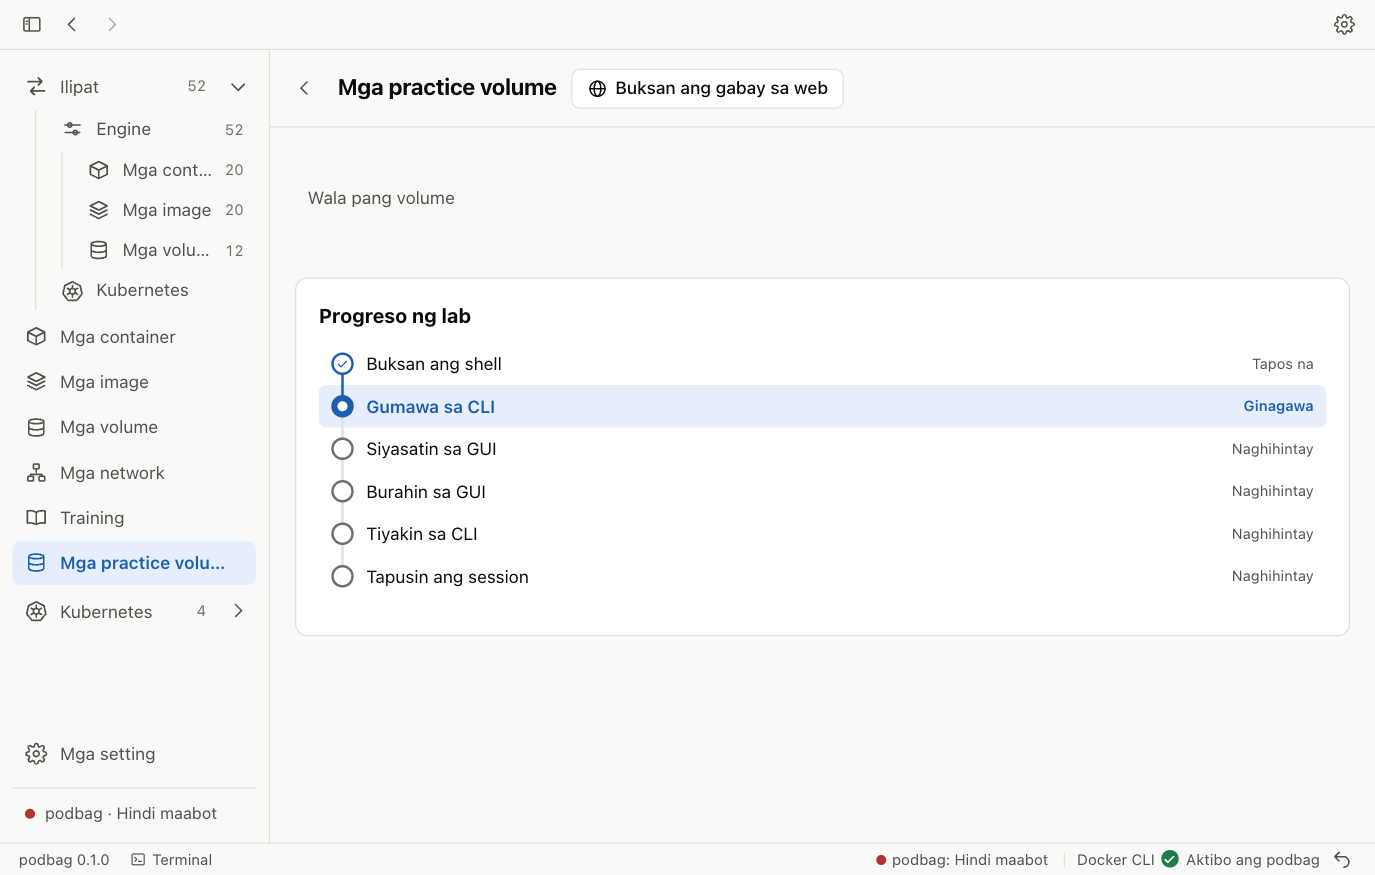 Ilipat 52
Engine 52
Mga cont... 20
Mga image 20
Mga volu... 12
Kubernetes
Mga container
Mga image
Mga volume
Mga network
Training
Mga practice volu...
Kubernetes 4
Mga setting
podbag · Hindi maabot
Mga practice volume
Buksan ang gabay sa web
Wala pang volume
Progreso ng lab
Buksan ang shell Tapos na
Gumawa sa CLI Ginagawa
Siyasatin sa GUI Naghihintay
Burahin sa GUI Naghihintay
Tiyakin sa CLI Naghihintay
Tapusin ang session Naghihintay
podbag 0.1.0 Terminal podbag: Hindi maabot Docker CLI Aktibo ang podbag